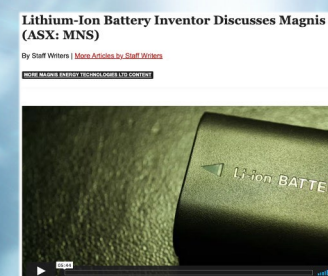 Lithium-Ion Battery Inventor Discusses Magnis
(ASX: MNS)
By Staff Writers | More Articles by Staff Writers
MORE MAGNIS ENERGY TECHNOLOGIES LTD CONTENT
Li-ion BATTE
05:44